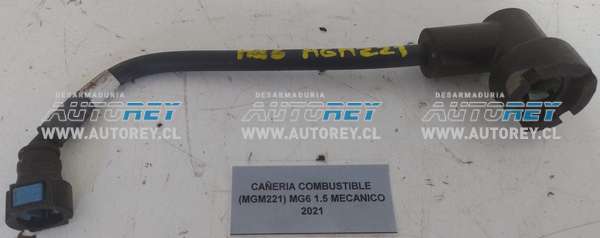 MG6 MGM221
DESARMADURIA
AUTOREY
WWW.AUTOREY.CL
DESARMADURIA
AUTOREY
WWW.AUTOREY.CL
DESARMADURIA
AUTOREY
WWW.AUTOREY.CL
CAÑERIA COMBUSTIBLE
(MGM221) MG6 1.5 MECANICO
2021